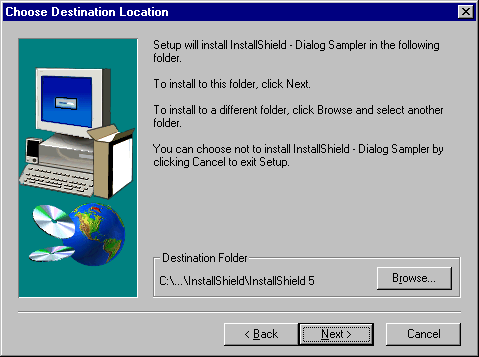 Choose Destination Location
Setup will install InstallShield - Dialog Sampler in the following
folder.
To install to this folder, click Next.
To install to a different folder, click Browse and select another
folder.
You can choose not to install InstallShield - Dialog Sampler by
clicking Cancel to exit Setup.
Destination Folder
C:\...\InstallShield\InstallShield 5
Browse...
< Back
Next >
Cancel